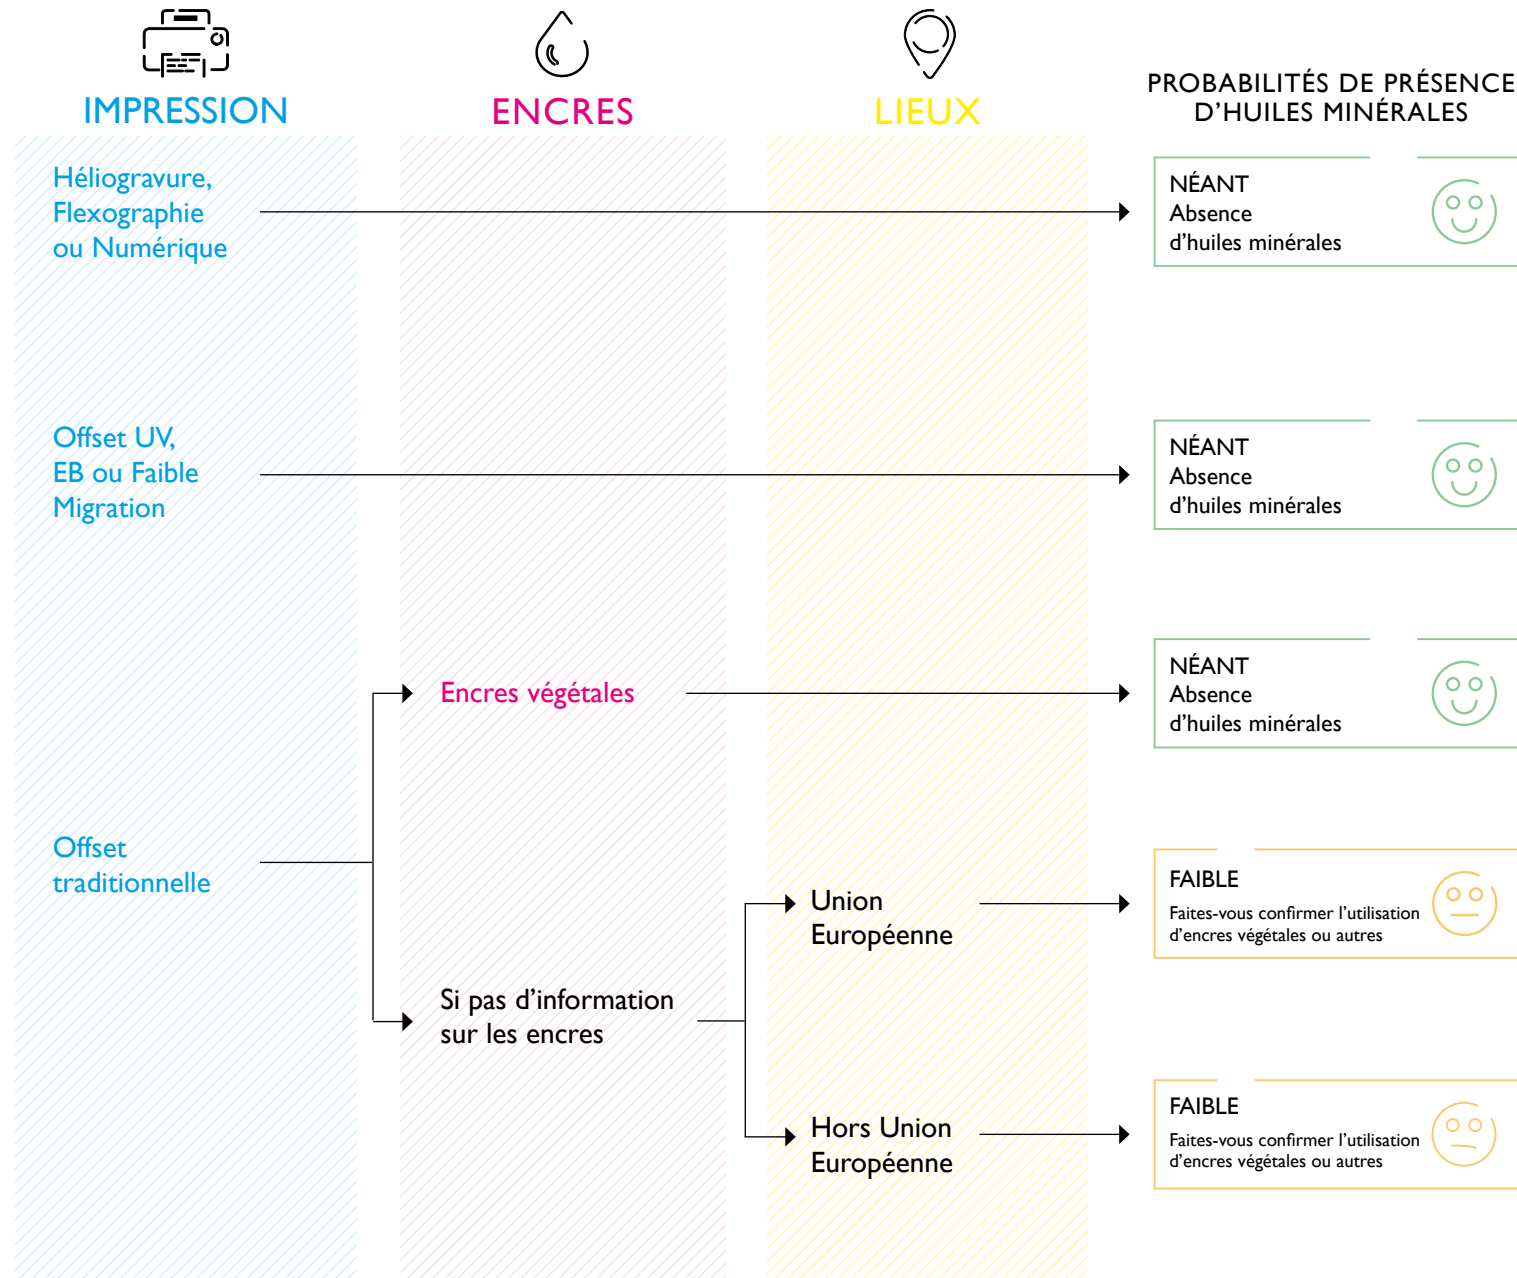 IMPRESSION
ENCRES
LIEUX
PROBABILITÉS DE PRÉSENCE
D’HUILES MINÉRALES
Héliogravure,
Flexographie
ou Numérique
NÉANT
Absence
d’huiles minérales
Offset UV,
EB ou Faible
Migration
NÉANT
Absence
d’huiles minérales
Offset
traditionnelle
Encres végétales
NÉANT
Absence
d’huiles minérales
Si pas d’information
sur les encres
Union
Européenne
FAIBLE
Faites-vous confirmer l’utilisation
d’encres végétales ou autres
Hors Union
Européenne
FAIBLE
Faites-vous confirmer l’utilisation
d’encres végétales ou autres